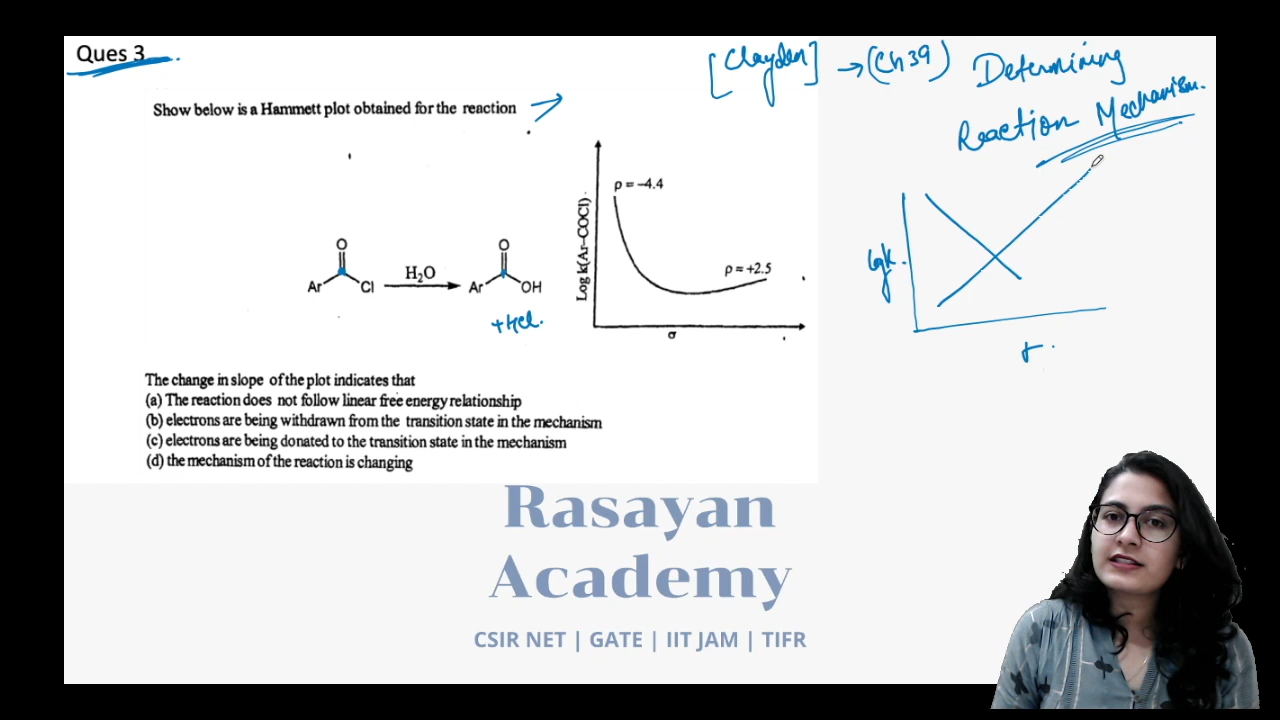 Ques 3
[Clayden] → (Ch 39) Determining
Reaction Mechanism.
Show below is a Hammett plot obtained for the reaction
O
Ar
Cl
H₂O
O
Ar
OH
+ HCl.
Log k(Ar–COCl)
ρ = –4.4
ρ = +2.5
σ
log k.
σ.
The change in slope of the plot indicates that
(a) The reaction does not follow linear free energy relationship
(b) electrons are being withdrawn from the transition state in the mechanism
(c) electrons are being donated to the transition state in the mechanism
(d) the mechanism of the reaction is changing
Rasayan
Academy
CSIR NET | GATE | IIT JAM | TIFR